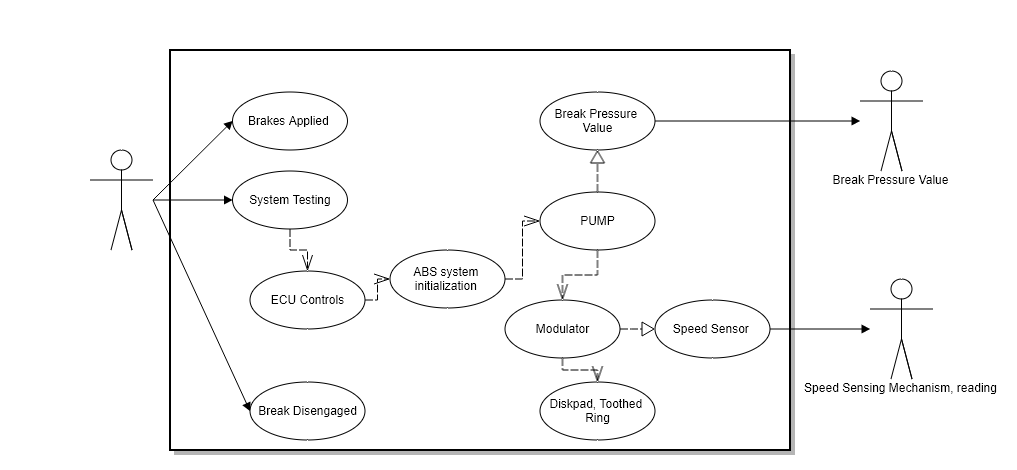 Brakes Applied
Break Pressure
Value
System Testing
Break Pressure Value
PUMP
ABS system
initialization
ECU Controls
Modulator
Speed Sensor
Speed Sensing Mechanism, reading
Break Disengaged
Diskpad, Toothed
Ring